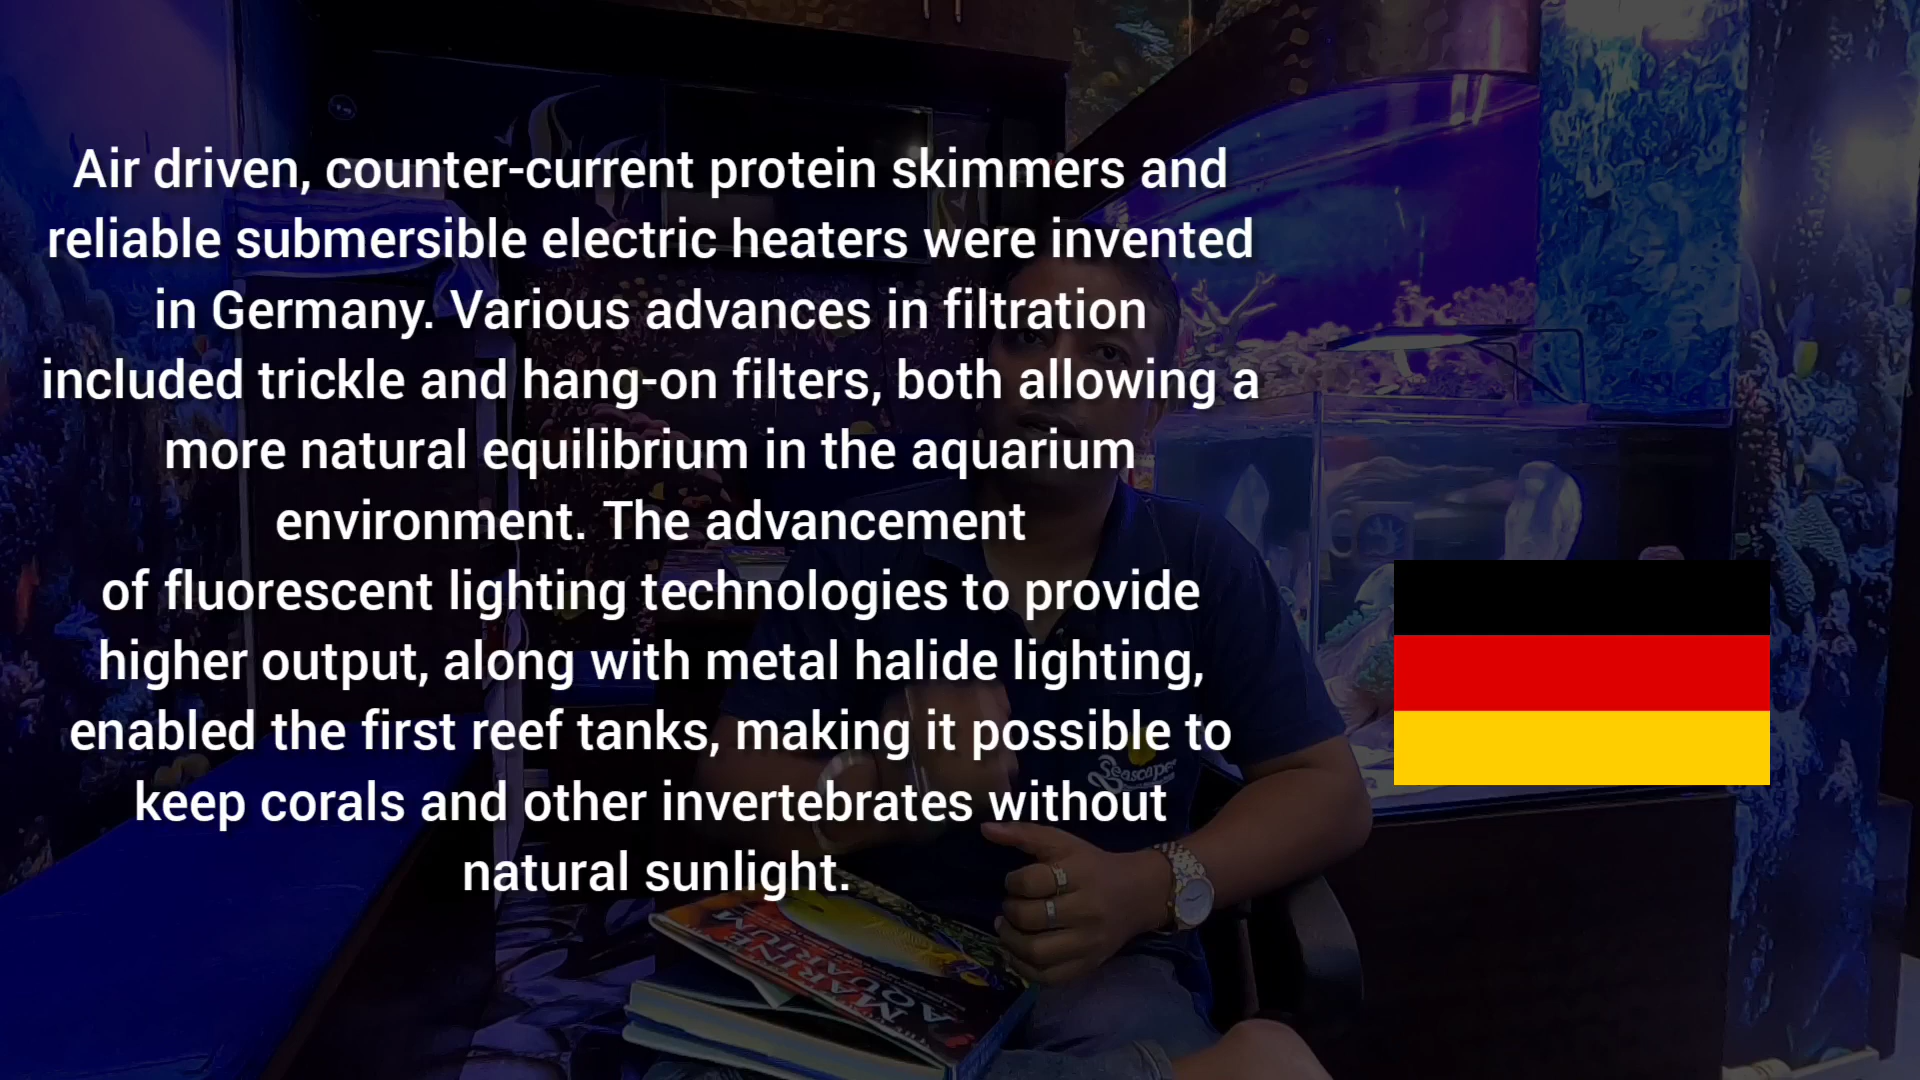 Air driven, counter-current protein skimmers and
reliable submersible electric heaters were invented
in Germany. Various advances in filtration
included trickle and hang-on filters, both allowing a
more natural equilibrium in the aquarium
environment. The advancement
of fluorescent lighting technologies to provide
higher output, along with metal halide lighting,
enabled the first reef tanks, making it possible to
keep corals and other invertebrates without
natural sunlight.
Seascapes
MARINE
AQUARIUM